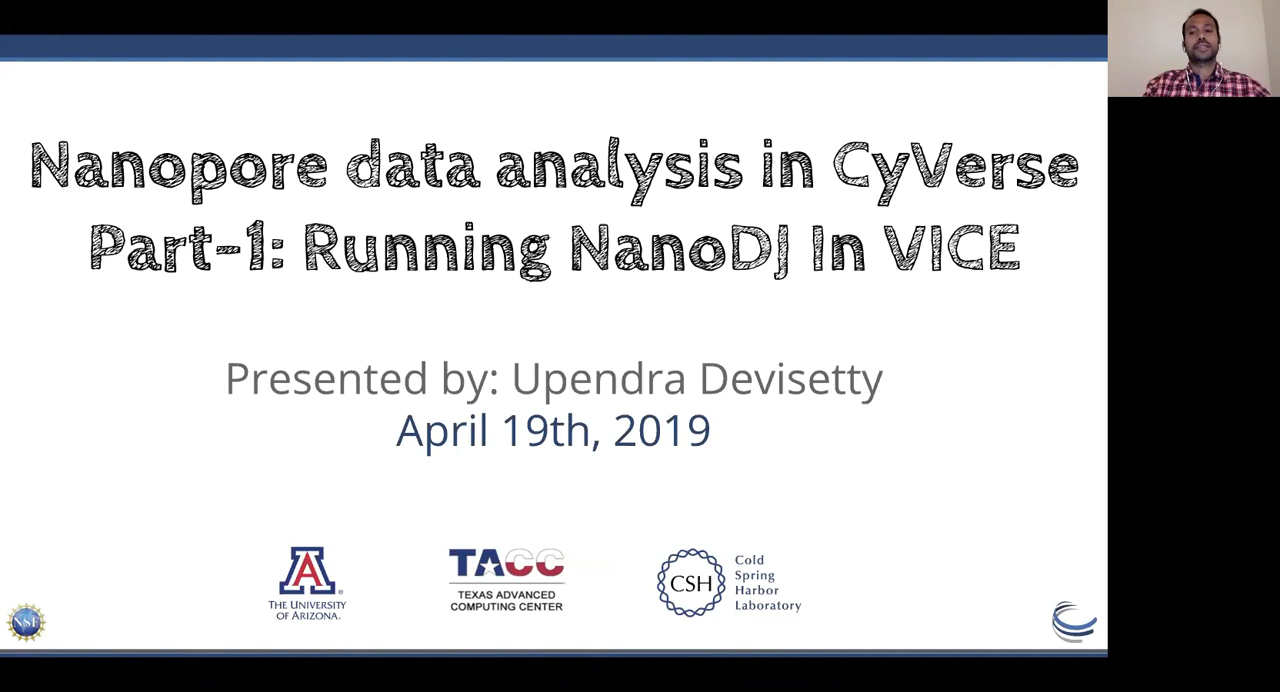 Nanopore data analysis in CyVerse
Part-1: Running NanoDJ In VICE
Presented by: Upendra Devisetty
April 19th, 2019
A
THE UNIVERSITY
OF ARIZONA.
TACC
TEXAS ADVANCED
COMPUTING CENTER
CSH
Cold
Spring
Harbor
Laboratory
NSF